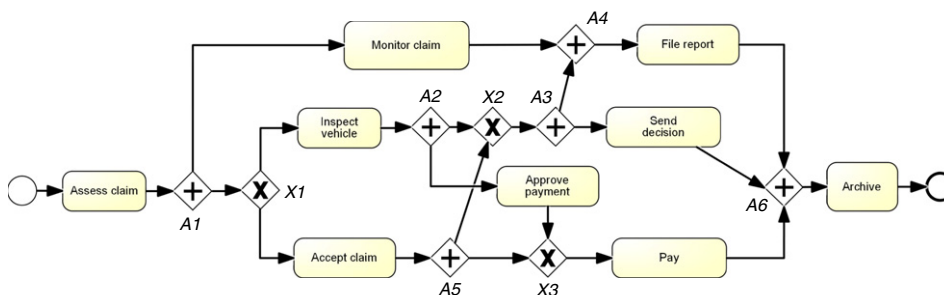 A4
Monitor claim
File report
A2
X2
A3
Inspect
vehicle
Send
decision
Assess claim
X1
Approve
payment
Archive
A1
A6
Accept claim
Pay
A5
X3